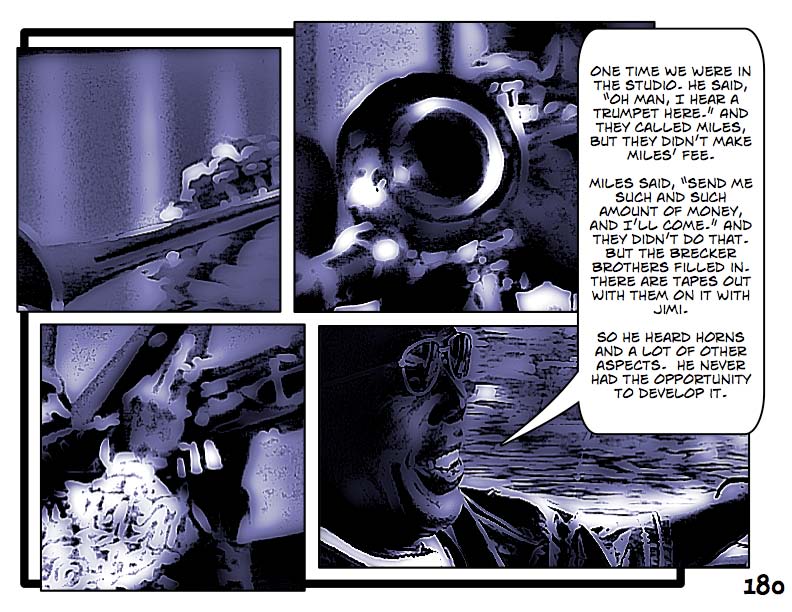 ONE TIME WE WERE IN
THE STUDIO. HE SAID,
"OH MAN, I HEAR A
TRUMPET HERE." AND
THEY CALLED MILES,
BUT THEY DIDN'T MAKE
MILES' FEE.
MILES SAID, "SEND ME
SUCH AND SUCH
AMOUNT OF MONEY,
AND I'LL COME." AND
THEY DIDN'T DO THAT.
BUT THE BRECKER
BROTHERS FILLED IN.
THERE ARE TAPES OUT
WITH THEM ON IT WITH
JIMI.
SO HE HEARD HORNS
AND A LOT OF OTHER
ASPECTS. HE NEVER
HAD THE OPPORTUNITY
TO DEVELOP IT.
180